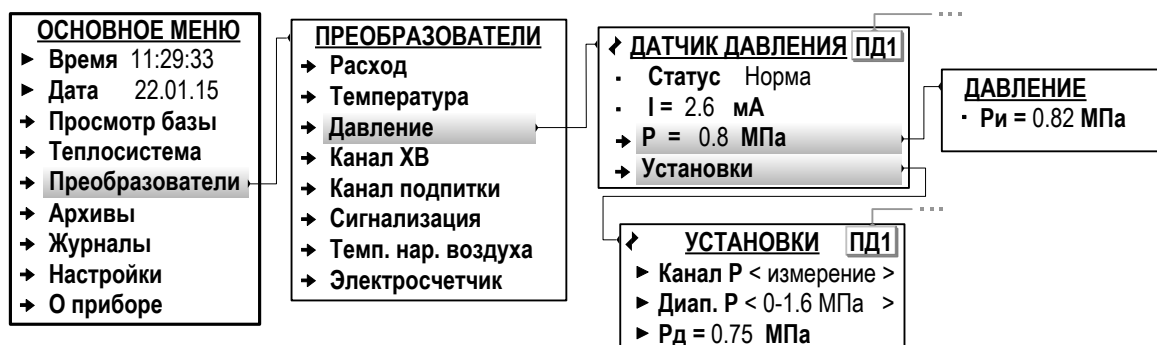 ОСНОВНОЕ МЕНЮ
Время 11:29:33
Дата 22.01.15
Просмотр базы
Теплосистема
Преобразователи
Архивы
Журналы
Настройки
О приборе
ПРЕОБРАЗОВАТЕЛИ
Расход
Температура
Давление
Канал ХВ
Канал подпитки
Сигнализация
Темп. нар. воздуха
Электросчетчик
ДАТЧИК ДАВЛЕНИЯ ПД1
Статус Норма
I = 2.6 мА
P = 0.8 МПа
Установки
ДАВЛЕНИЕ
Ри = 0.82 МПа
УСТАНОВКИ ПД1
Канал Р < измерение >
Диап. Р < 0-1.6 МПа >
Рд = 0.75 МПа